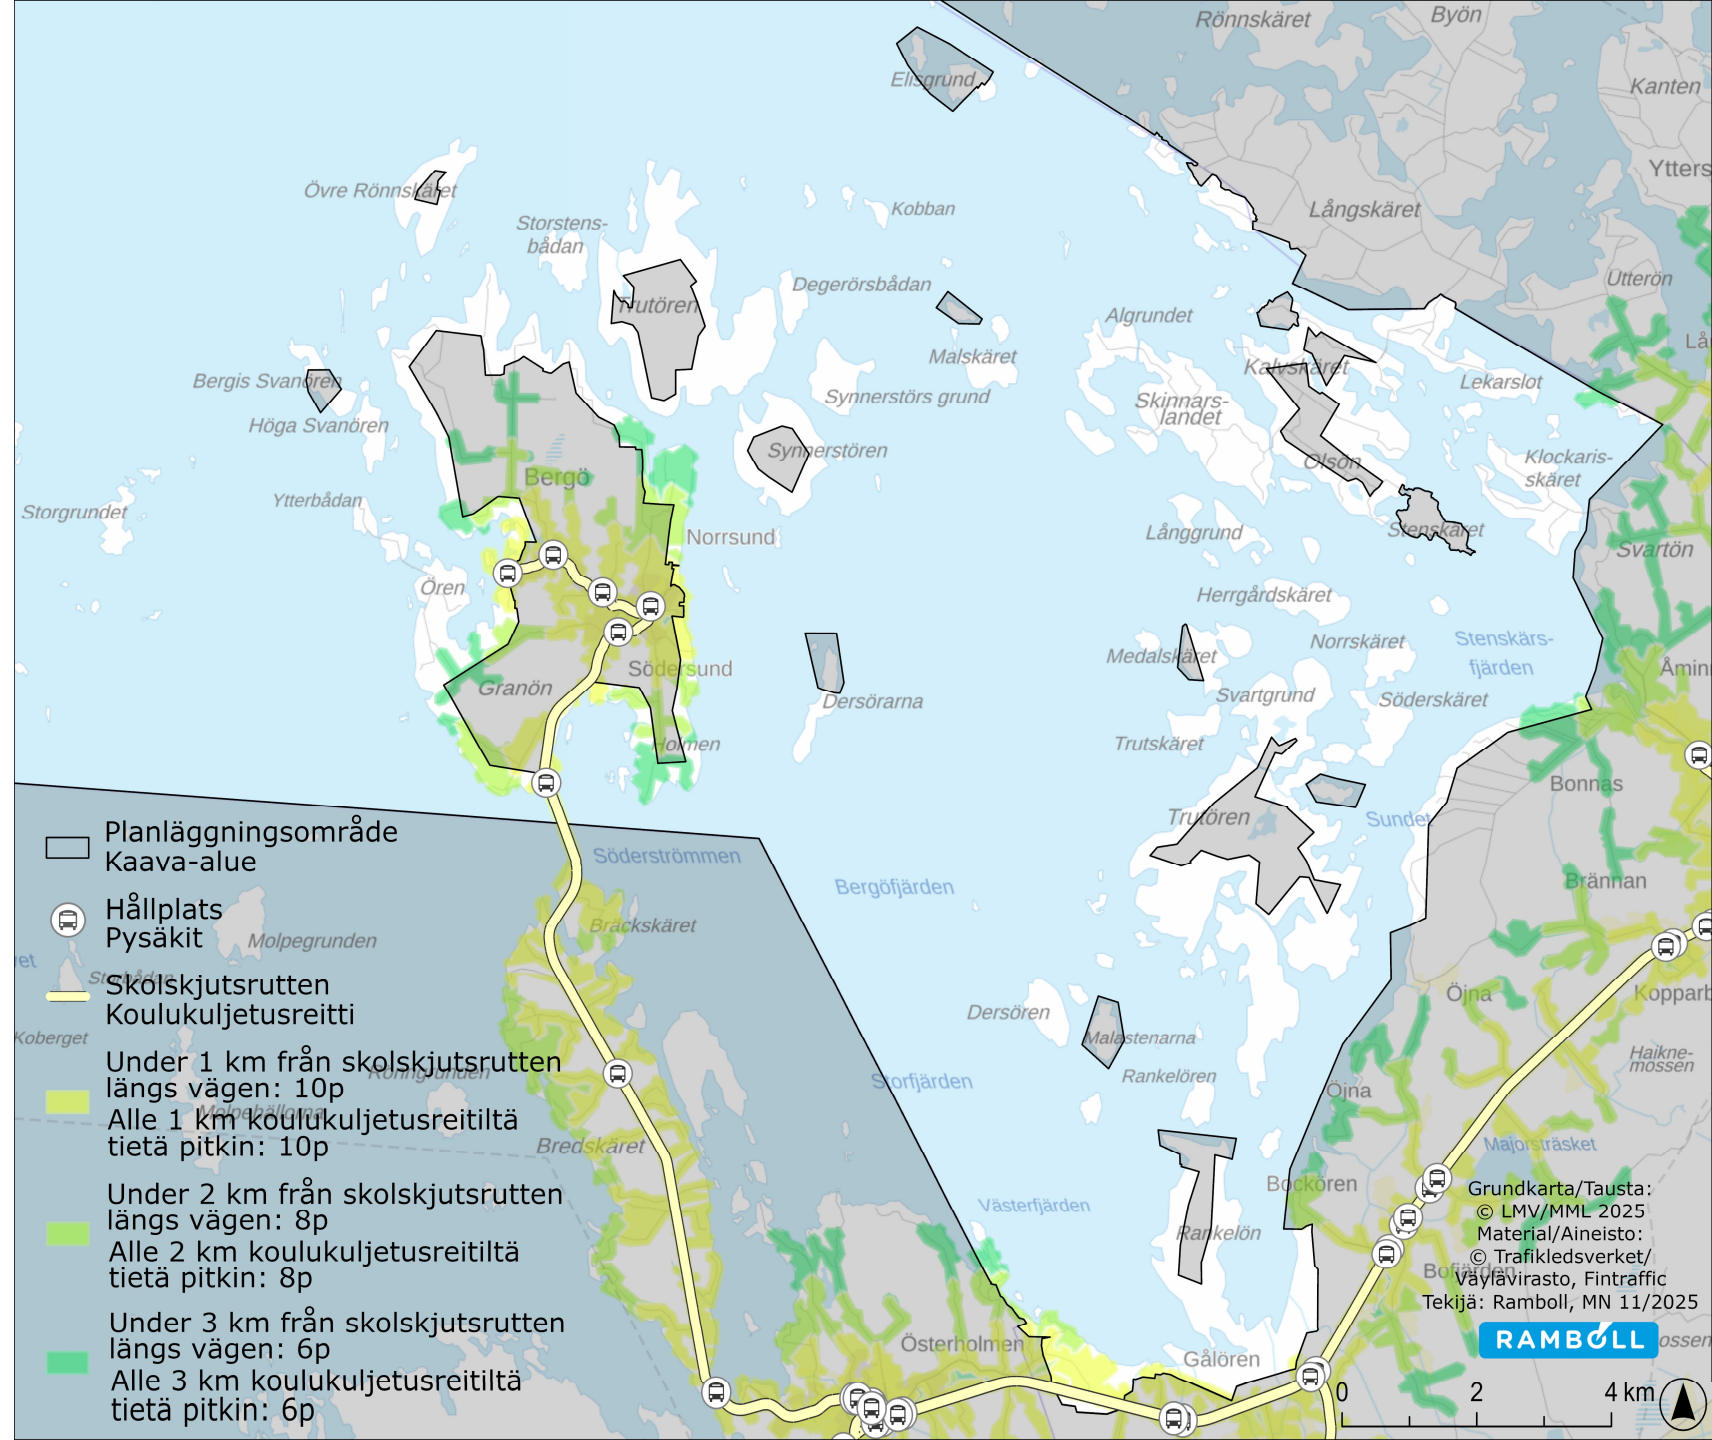 Rönnskäret
Byön
Elisgrund
Kanten
Övre Rönnskäret
Storstens-
bådan
Kobban
Långskäret
Trutören
Degerörsbådan
Algrundet
Utterön
Malskäret
Kalvskäret
Lekarslot
Bergis Svanören
Synnerstörs grund
Skinnars-
landet
Höga Svanören
Synnerstören
Olsön
Klockaris-
skäret
Bergö
Storgrundet
Ytterbådan
Norrsund
Långgrund
Stenskäret
Svartön
Ören
Herrgårdskäret
Medalskäret
Norrskäret
Stenskärs-
fjärden
Södersund
Granön
Dersörarna
Svartgrund
Söderskäret
Holmen
Trutskäret
Bonnas
Trutören
Sundet
Planläggningsområde
Kaava-alue
Söderströmmen
Bergöfjärden
Brännan
Hållplats
Pysäkit
Bräckskäret
Molpegrunden
Storbådan
Skolskjutsrutten
Koulukuljetusreitti
Öjna
Dersören
Malastenarna
Koberget
Haikne-
mossen
Under 1 km från skolskjutsrutten
längs vägen: 10p
Alle 1 km koulukuljetusreitiltä
tietä pitkin: 10p
Rönngrunden
Molpehällorna
Storfjärden
Rankelören
Öjna
Bredskäret
Majorsträsket
Under 2 km från skolskjutsrutten
längs vägen: 8p
Alle 2 km koulukuljetusreitiltä
tietä pitkin: 8p
Västerfjärden
Bockören
Rankelön
Grundkarta/Tausta:
© LMV/MML 2025
Material/Aineisto:
© Trafikledsverket/
Väylävirasto, Fintraffic
Tekijä: Ramboll, MN 11/2025
Bofjärden
RAMBOLL
Under 3 km från skolskjutsrutten
längs vägen: 6p
Alle 3 km koulukuljetusreitiltä
tietä pitkin: 6p
Österholmen
Gålören
0 2 4 km